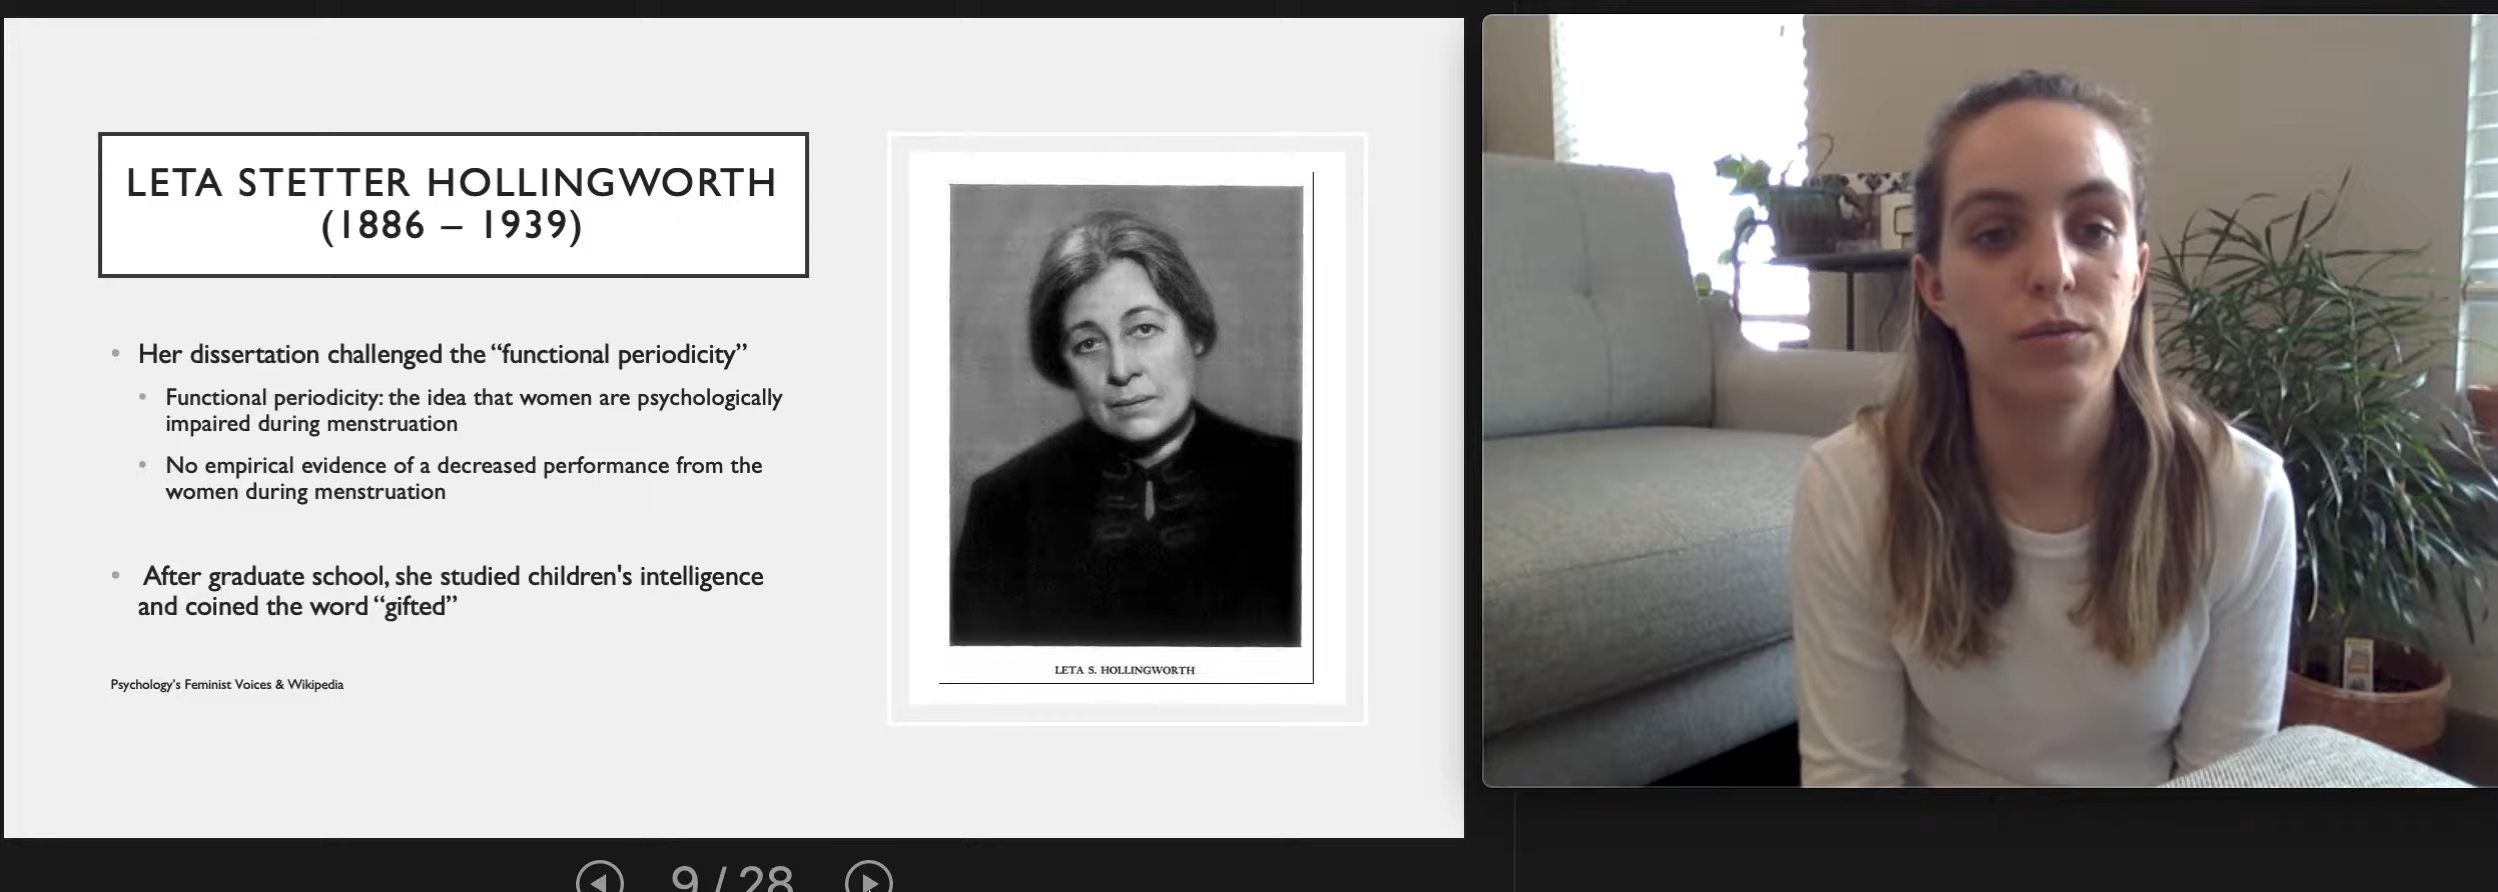 LETA STETTER HOLLINGWORTH
(1886 – 1939)
• Her dissertation challenged the “functional periodicity”
• Functional periodicity: the idea that women are psychologically
impaired during menstruation
• No empirical evidence of a decreased performance from the
women during menstruation
• After graduate school, she studied children's intelligence
and coined the word “gifted”
Psychology’s Feminist Voices & Wikipedia
LETA S. HOLLINGWORTH
9 / 28